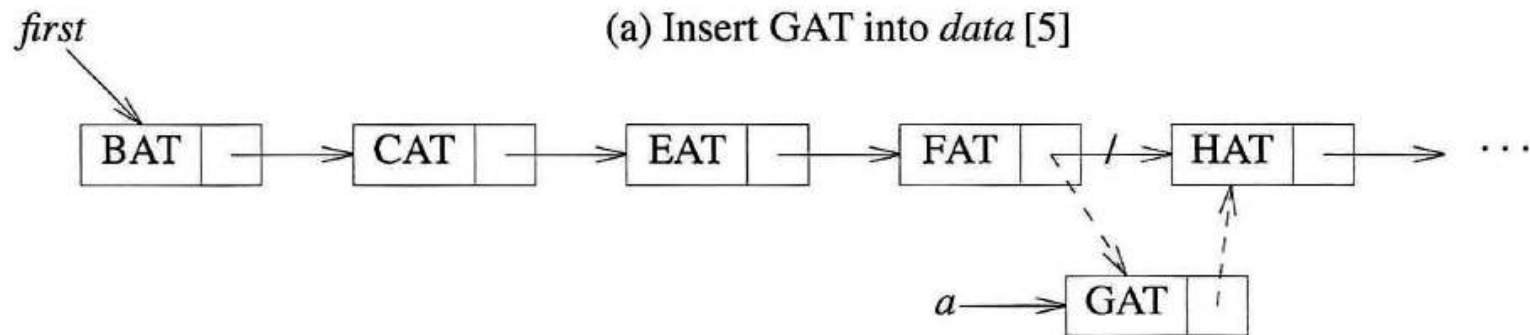 (a) Insert GAT into data [5]
first
BAT CAT EAT FAT / HAT ···
a GAT